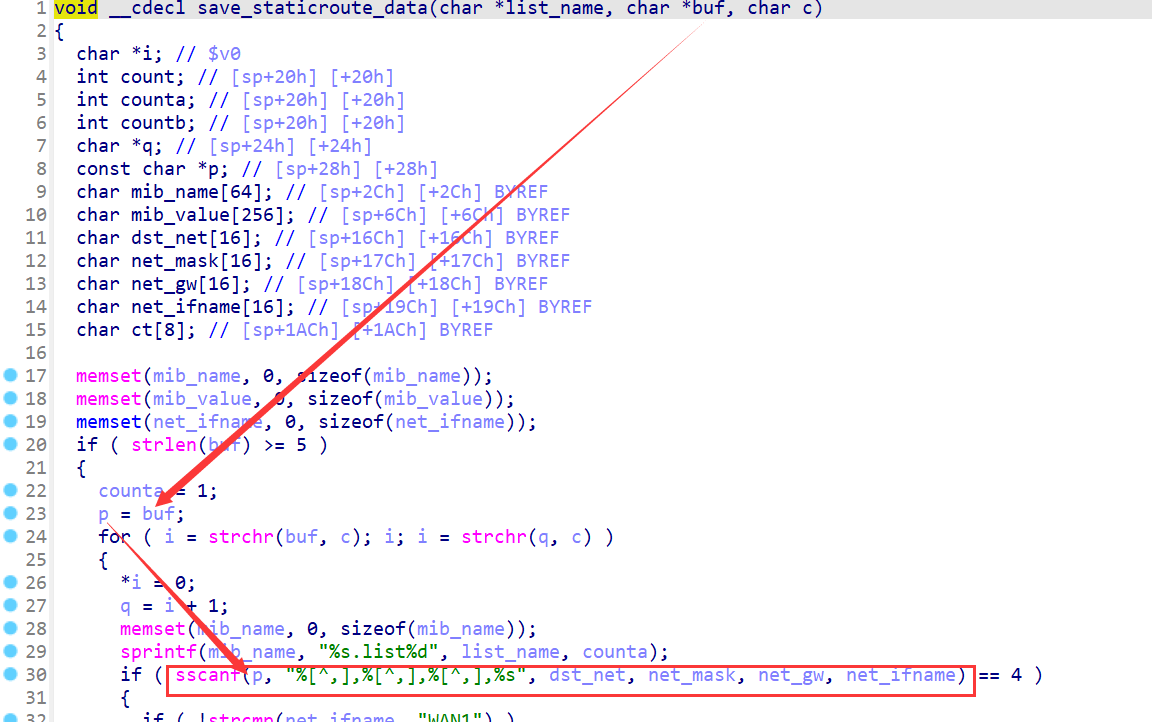 1 void __cdecl save_staticroute_data(char *list_name, char *buf, char c)
2 {
3 char *i; // $v0
4 int count; // [sp+20h] [+20h]
5 int counta; // [sp+20h] [+20h]
6 int countb; // [sp+20h] [+20h]
7 char *q; // [sp+24h] [+24h]
8 const char *p; // [sp+28h] [+28h]
9 char mib_name[64]; // [sp+2Ch] [+2Ch] BYREF
10 char mib_value[256]; // [sp+6Ch] [+6Ch] BYREF
11 char dst_net[16]; // [sp+16Ch] [+16Ch] BYREF
12 char net_mask[16]; // [sp+17Ch] [+17Ch] BYREF
13 char net_gw[16]; // [sp+18Ch] [+18Ch] BYREF
14 char net_ifname[16]; // [sp+19Ch] [+19Ch] BYREF
15 char ct[8]; // [sp+1ACh] [+1ACh] BYREF
16
17 memset(mib_name, 0, sizeof(mib_name));
18 memset(mib_value, 0, sizeof(mib_value));
19 memset(net_ifname, 0, sizeof(net_ifname));
20 if ( strlen(buf) >= 5 )
21 {
22 counta = 1;
23 p = buf;
24 for ( i = strchr(buf, c); i; i = strchr(q, c) )
25 {
26 *i = 0;
27 q = i + 1;
28 memset(mib_name, 0, sizeof(mib_name));
29 sprintf(mib_name, "%s.list%d", list_name, counta);
30 if ( sscanf(p, "%[^,],%[^,],%[^,],%s", dst_net, net_mask, net_gw, net_ifname) == 4 )
31 {
32 if ( !strcmp(net_ifname, "WAN1") )